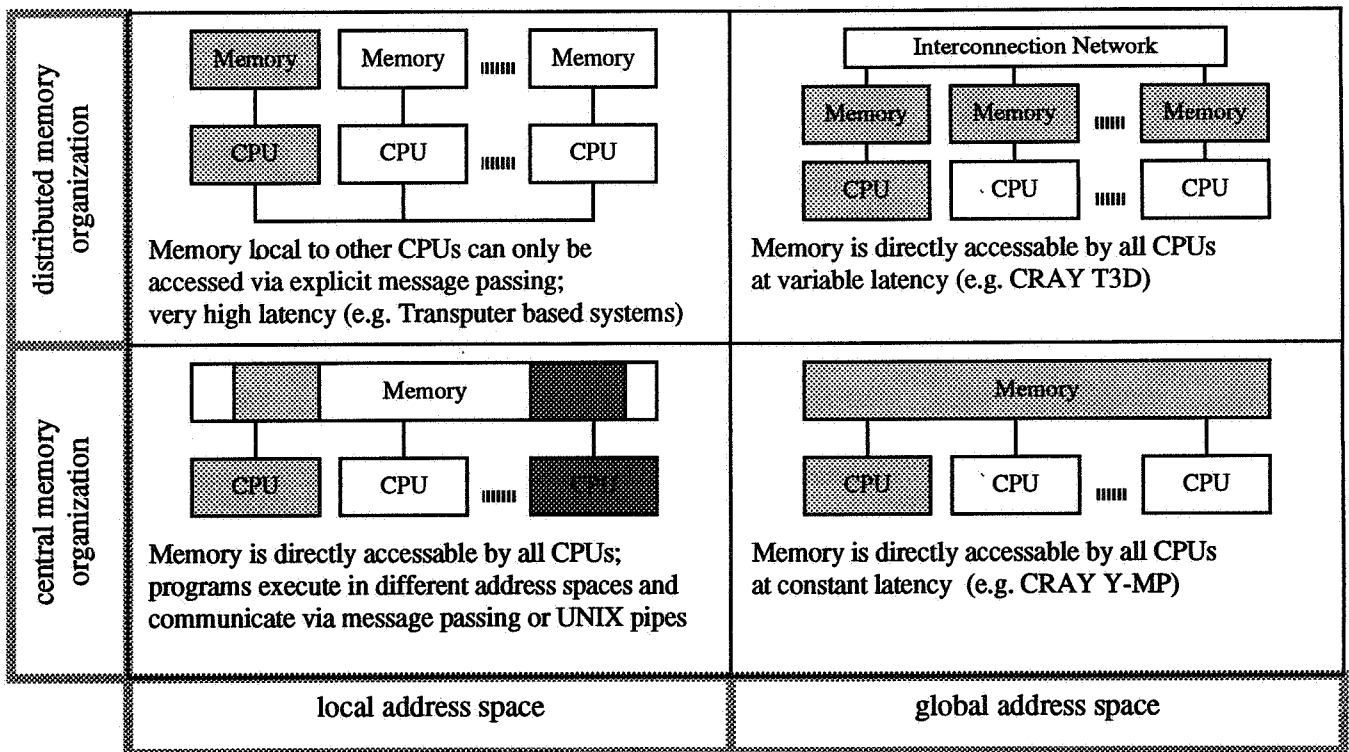 distributed memory
organization
Memory Memory Memory
CPU CPU CPU
Memory local to other CPUs can only be
accessed via explicit message passing;
very high latency (e.g. Transputer based systems)
Interconnection Network
Memory Memory Memory
CPU CPU CPU
Memory is directly accessable by all CPUs
at variable latency (e.g. CRAY T3D)
central memory
organization
Memory
CPU CPU CPU
Memory is directly accessable by all CPUs;
programs execute in different address spaces and
communicate via message passing or UNIX pipes
Memory
CPU CPU CPU
Memory is directly accessable by all CPUs
at constant latency (e.g. CRAY Y-MP)
local address space
global address space